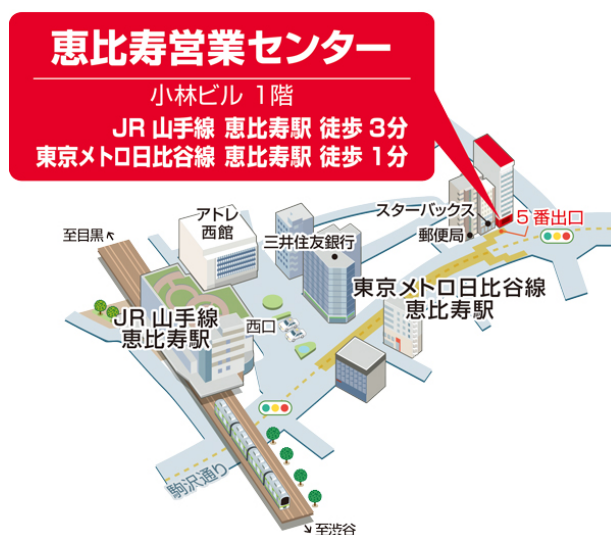 恵比寿営業センター
小林ビル 1階
JR 山手線 恵比寿駅 徒歩 3分
東京メトロ日比谷線 恵比寿駅 徒歩 1分
スターバックス
5番出口
郵便局
アトレ
西館
三井住友銀行
至目黒
東京メトロ日比谷線
恵比寿駅
JR 山手線
恵比寿駅
西口
駒沢通り
至渋谷